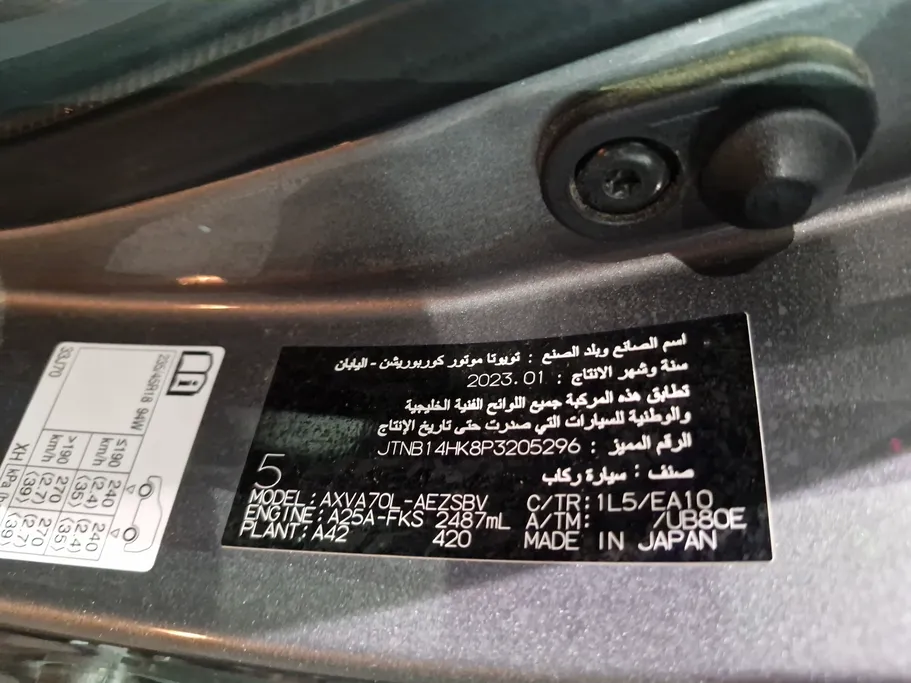 اسم الصانع وبلد الصنع : تويوتا موتور كوربوريشن - اليابان
سنة وشهر الانتاج : 2023.01
تطابق هذه المركبة جميع اللوائح الفنية الخليجية
والوطنية للسيارات التي صدرت حتى تاريخ الإنتاج
الرقم المميز : JTNB14HK8P3205296
صنف : سيارة ركاب
5
MODEL:AXVA70L-AEZSBV C/TR:1L5/EA10
ENGINE:A25A-FKS 2487mL A/TM: /UB80E
PLANT:A42 420 MADE IN JAPAN
33J70
235/45R18 94W
≤190 km/h 240 (2.4) ⟨35⟩ 240 (2.4) ⟨35⟩
>190 km/h 270 (2.7) ⟨39⟩ 270 (2.7) ⟨39
XH kPa